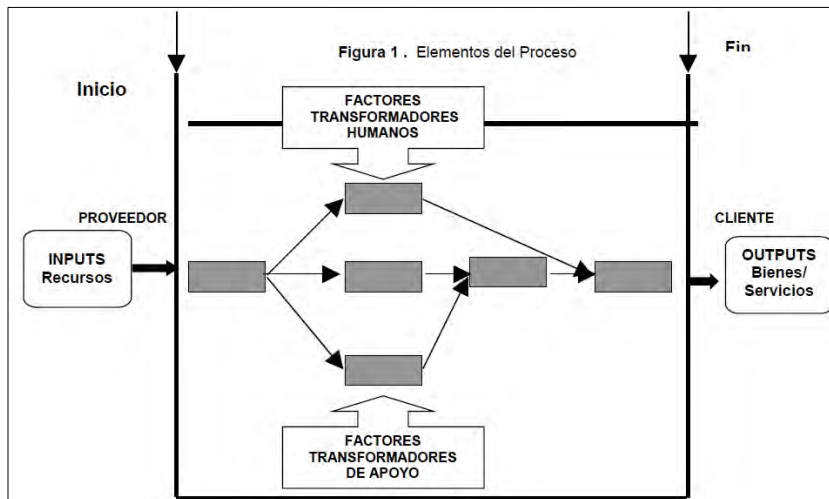 Figura 1 . Elementos del Proceso
Fin
Inicio
FACTORES
TRANSFORMADORES
HUMANOS
PROVEEDOR
CLIENTE
INPUTS
Recursos
OUTPUTS
Bienes/
Servicios
FACTORES
TRANSFORMADORES
DE APOYO